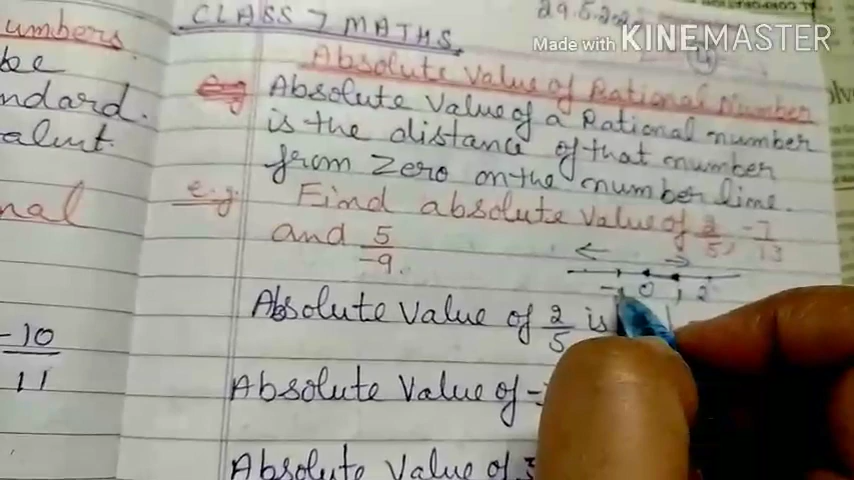 umbers
CLASS 7 MATHS.
29.5.202
Made with KINEMASTER
ndard.
alent.
nal
-10
11
Absolute Value of Rational Number
Absolute Value of a Rational number
is the distance of that number
from Zero on the number line.
e.g. Find absolute value of 2/5, -7/13
and 5/-9.
-1 0 1 2
Absolute Value of 2/5 is
Absolute Value of -
Absolute Value of